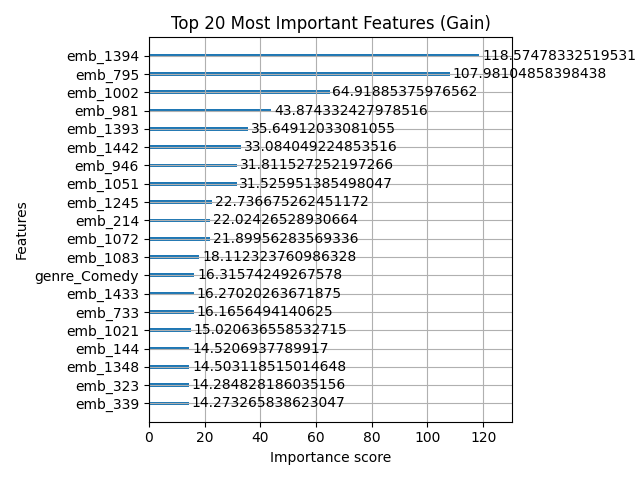 Top 20 Most Important Features (Gain)
emb_1394 118.57478332519531
emb_795 107.98104858398438
emb_1002 64.91885375976562
emb_981 43.874332427978516
emb_1393 35.64912033081055
emb_1442 33.084049224853516
emb_946 31.811527252197266
emb_1051 31.525951385498047
emb_1245 22.736675262451172
emb_214 22.02426528930664
emb_1072 21.89956283569336
emb_1083 18.112323760986328
genre_Comedy 16.31574249267578
emb_1433 16.27020263671875
emb_733 16.1656494140625
emb_1021 15.020636558532715
emb_144 14.5206937789917
emb_1348 14.503118515014648
emb_323 14.284828186035156
emb_339 14.273265838623047
Features
0 20 40 60 80 100 120
Importance score